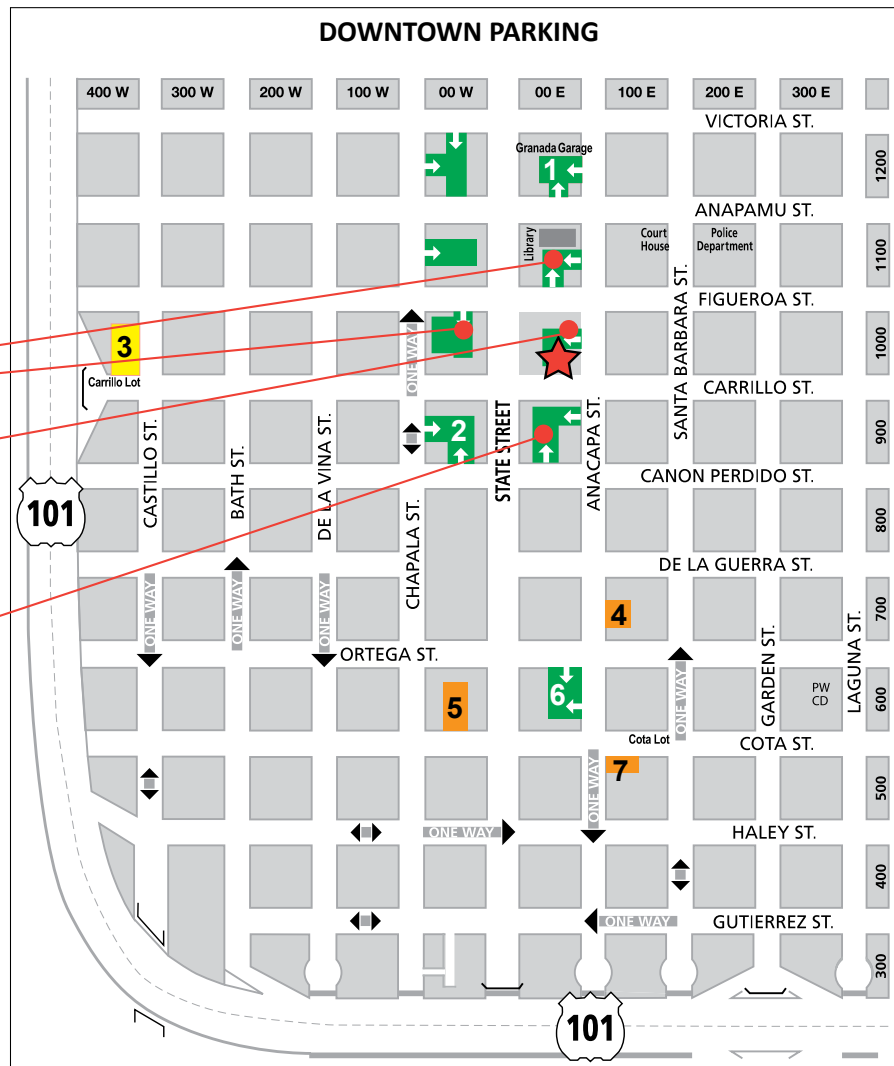 DOWNTOWN PARKING
400 W 300 W 200 W 100 W 00 W 00 E 100 E 200 E 300 E
VICTORIA ST.
1200
Granada Garage
1
ANAPAMU ST.
1100
Library
Court
House
Police
Department
FIGUEROA ST.
SANTA BARBARA ST.
1000
3
Carrillo Lot
ONE WAY
CARRILLO ST.
900
2
CASTILLO ST.
BATH ST.
DE LA VINA ST.
STATE STREET
ANACAPA ST.
CANON PERDIDO ST.
101
800
CHAPALA ST.
DE LA GUERRA ST.
700
ONE WAY
ONE WAY
ONE WAY
4
ORTEGA ST.
GARDEN ST.
LAGUNA ST.
600
5
6
ONE WAY
PW
CD
Cota Lot
COTA ST.
7
500
ONE WAY
ONE WAY
HALEY ST.
400
ONE WAY
GUTIERREZ ST.
300
101